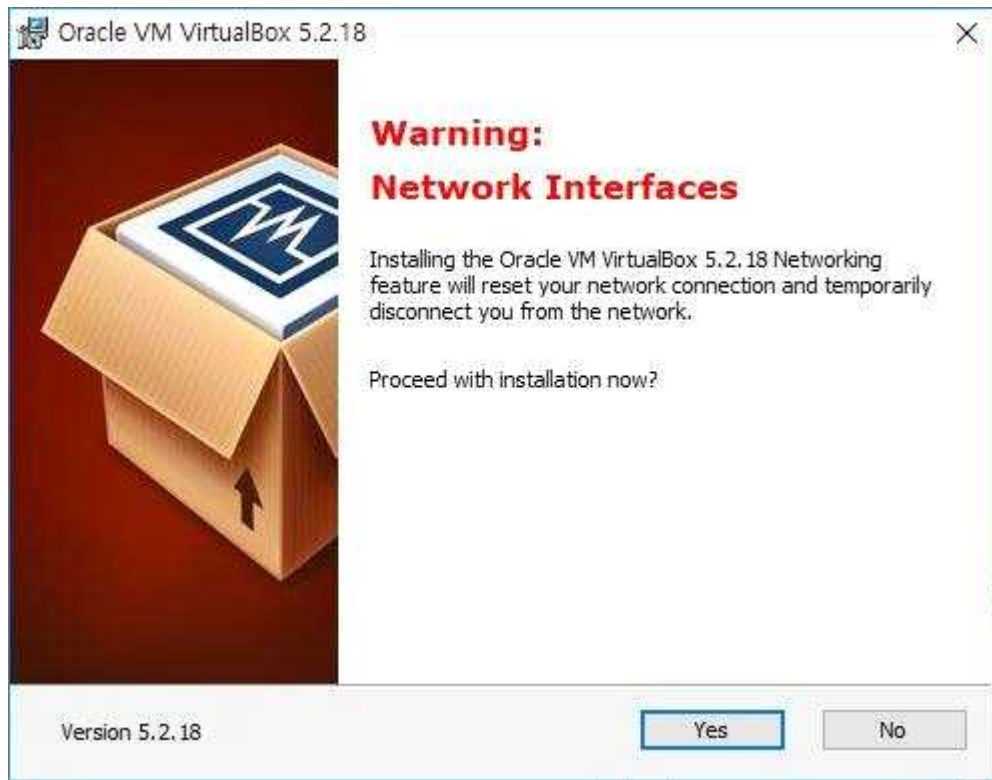 Oracle VM VirtualBox 5.2.18
Warning:
Network Interfaces
Installing the Oracle VM VirtualBox 5.2.18 Networking
feature will reset your network connection and temporarily
disconnect you from the network.
Proceed with installation now?
Version 5.2.18
Yes
No